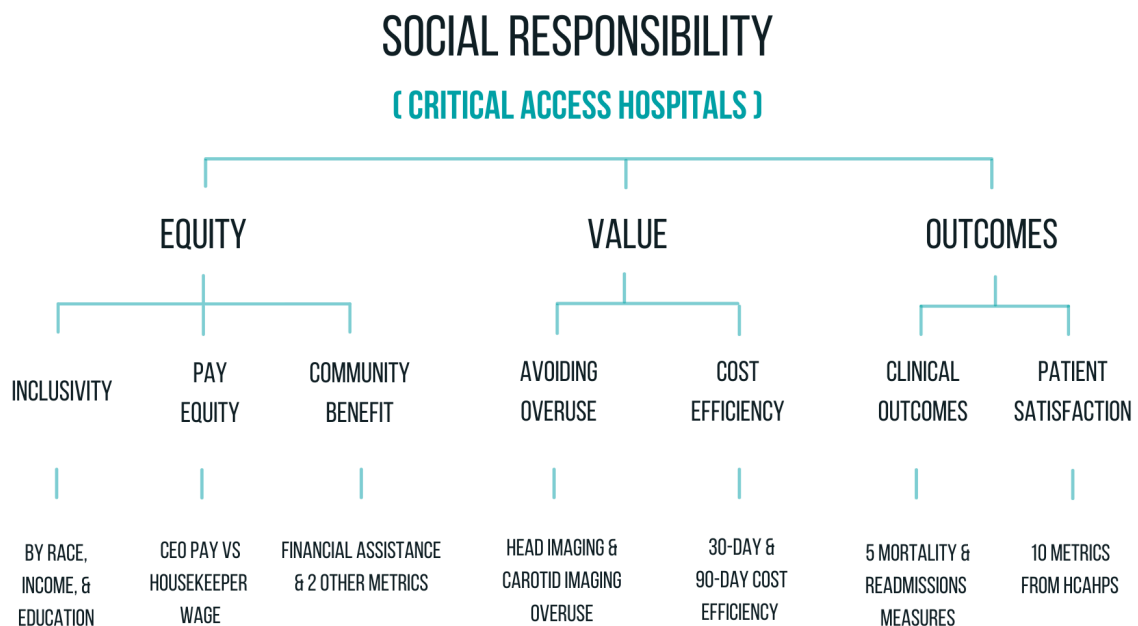 SOCIAL RESPONSIBILITY
( CRITICAL ACCESS HOSPITALS )
EQUITY
VALUE
OUTCOMES
INCLUSIVITY
PAY
EQUITY
COMMUNITY
BENEFIT
AVOIDING
OVERUSE
COST
EFFICIENCY
CLINICAL
OUTCOMES
PATIENT
SATISFACTION
BY RACE,
INCOME, &
EDUCATION
CEO PAY VS
HOUSEKEEPER
WAGE
FINANCIAL ASSISTANCE
& 2 OTHER METRICS
HEAD IMAGING &
CAROTID IMAGING
OVERUSE
30-DAY &
90-DAY COST
EFFICIENCY
5 MORTALITY &
READMISSIONS
MEASURES
10 METRICS
FROM HCAHPS